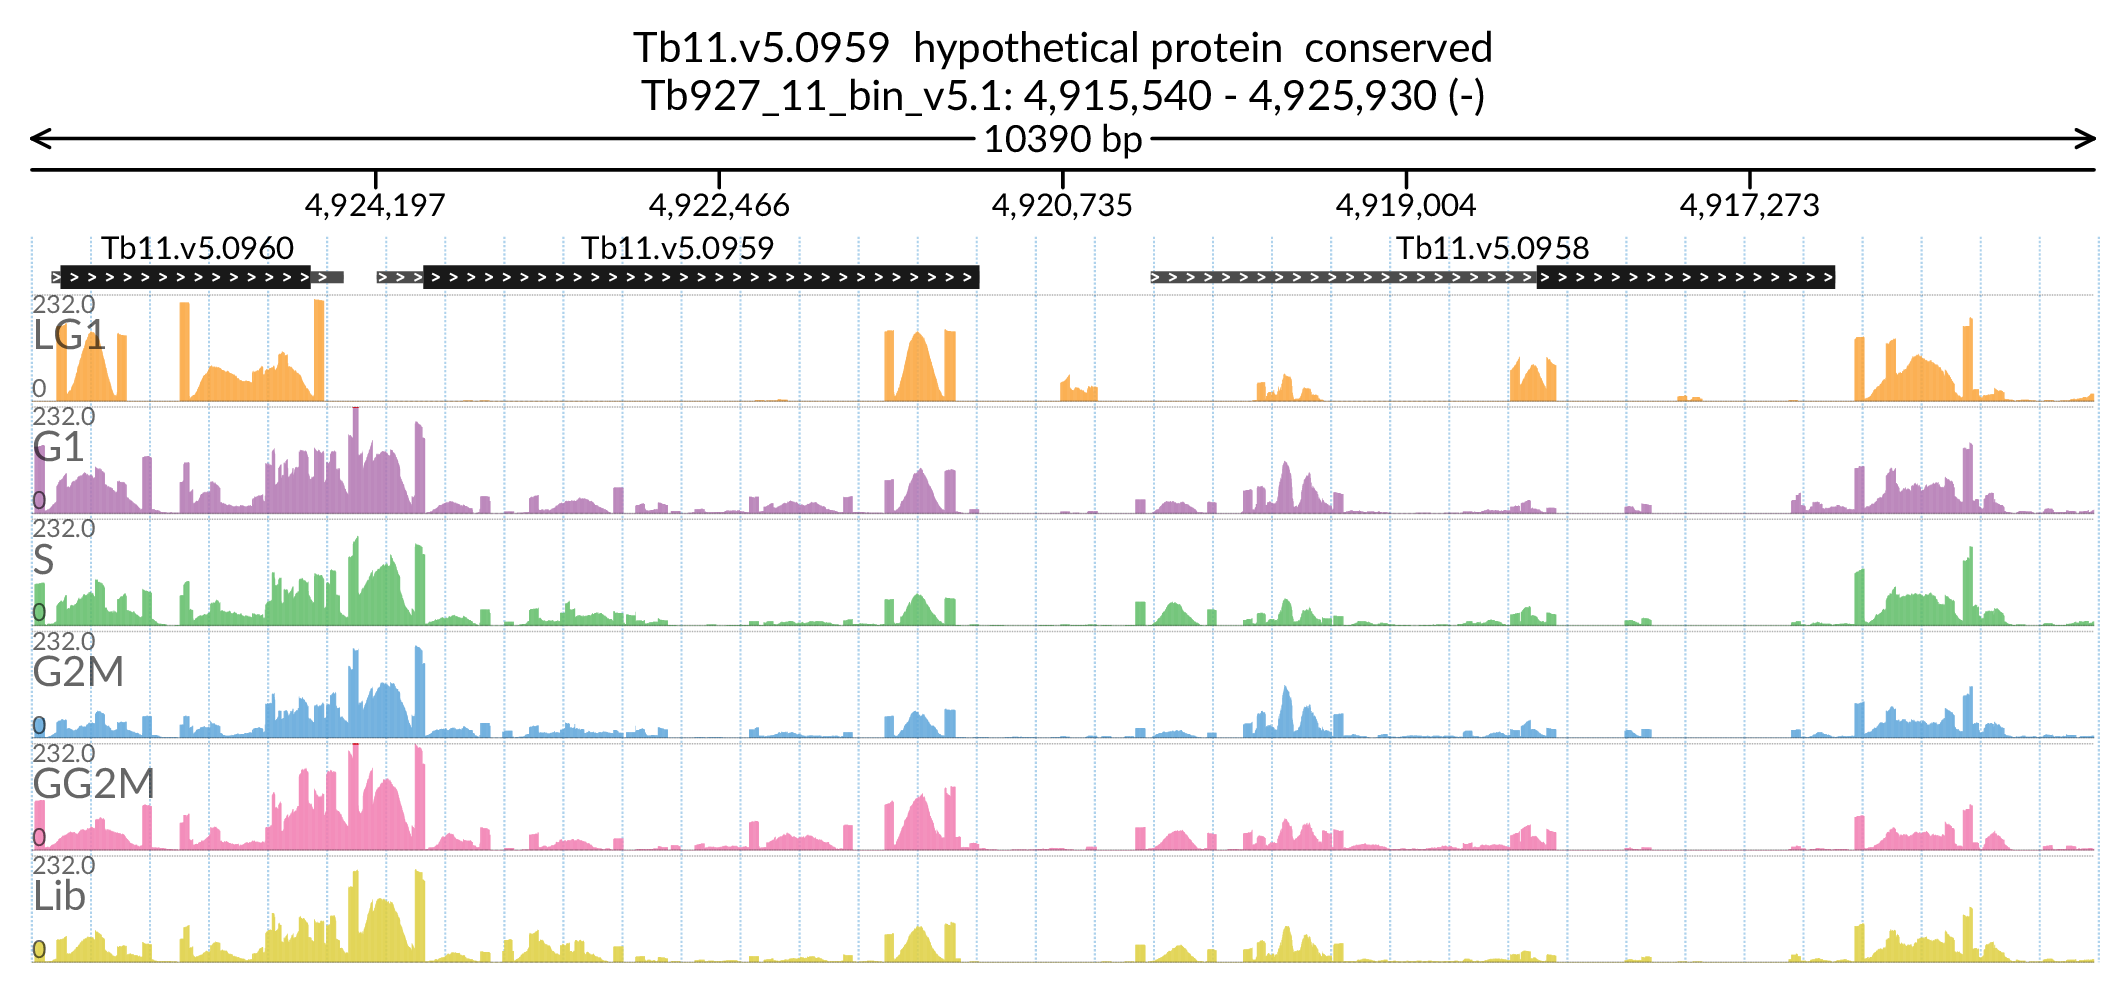 Tb11.v5.0959  hypothetical protein  conserved
Tb927_11_bin_v5.1: 4,915,540 - 4,925,930 (-)
10390 bp
4,924,197 4,922,466 4,920,735 4,919,004 4,917,273
Tb11.v5.0960 Tb11.v5.0959 Tb11.v5.0958
232.0
LG1
0
232.0
G1
0
232.0
S
0
232.0
G2M
0
232.0
GG2M
0
232.0
Lib
0